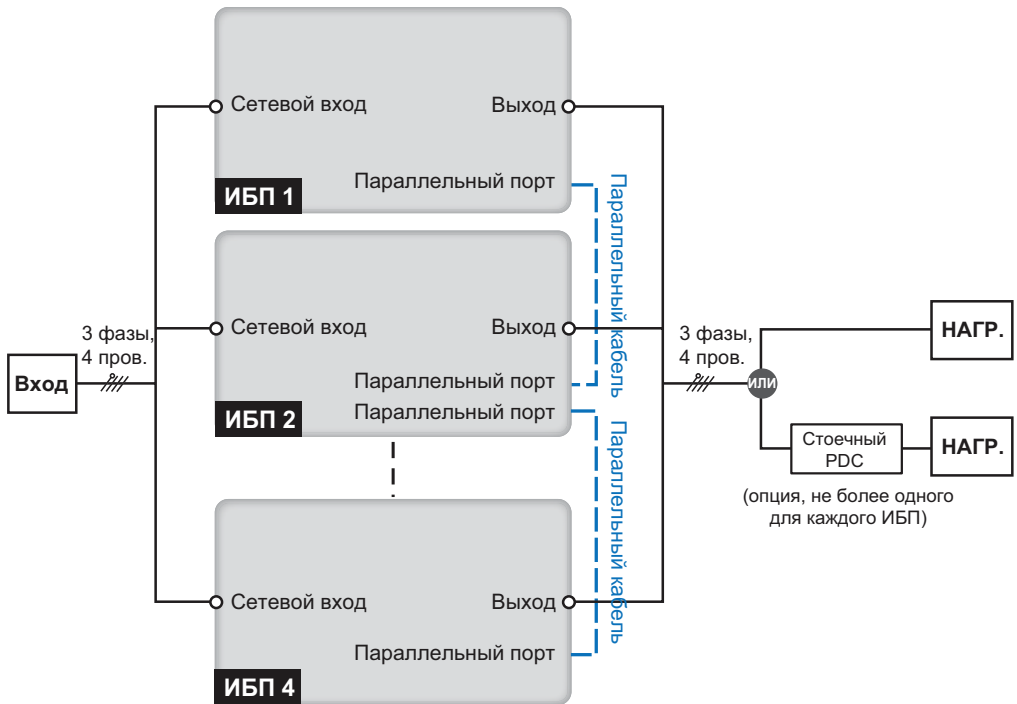 Сетевой вход
Выход
Параллельный порт
ИБП 1
Параллельный кабель
Сетевой вход
Выход
Параллельный порт
Параллельный порт
ИБП 2
Параллельный кабель
Сетевой вход
Выход
Параллельный порт
ИБП 4
Вход
3 фазы,
4 пров.
3 фазы,
4 пров.
ИЛИ
НАГР.
Стоечный
PDC
НАГР.
(опция, не более одного
для каждого ИБП)